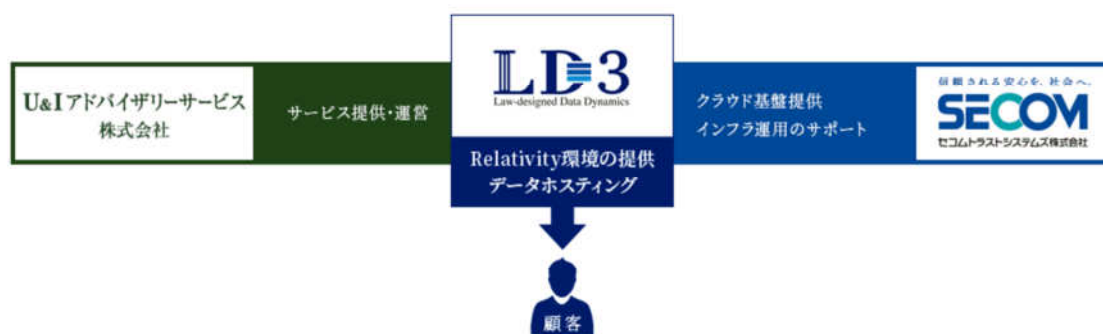 U&Iアドバイザリーサービス
株式会社
サービス提供・運営
LD3
Law-designed Data Dynamics
Relativity環境の提供
データホスティング
クラウド基盤提供
インフラ運用のサポート
信頼される安心を、社会へ。
SECOM
セコムトラストシステムズ株式会社
顧客